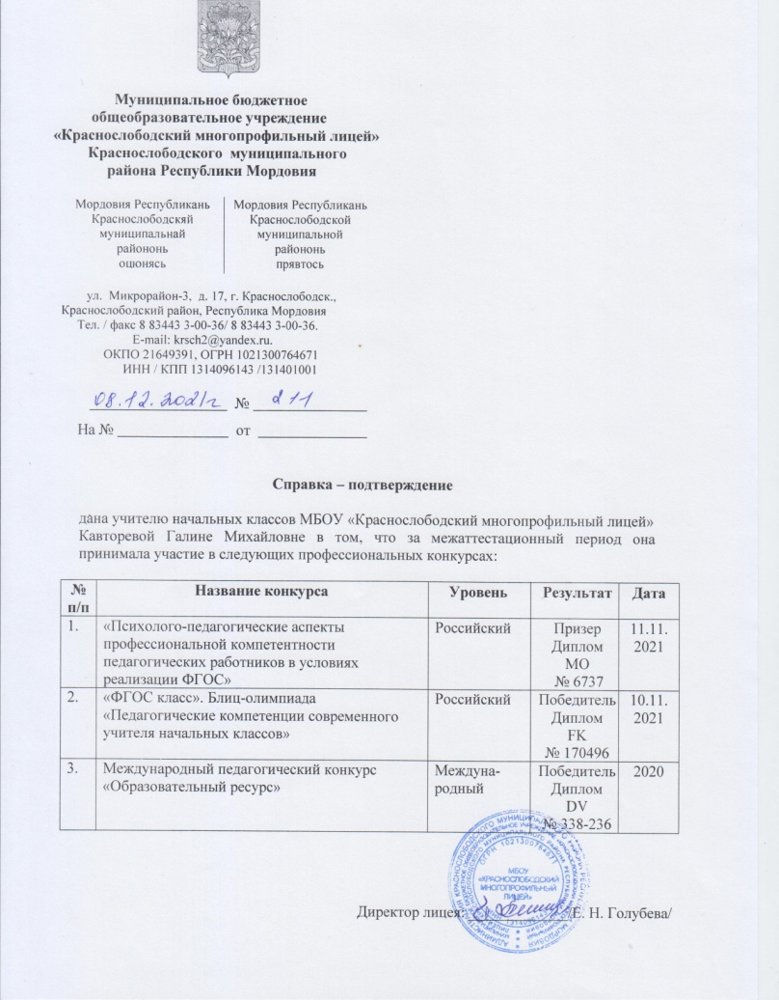 Муниципальное бюджетное
общеобразовательное учреждение
«Краснослободский многопрофильный лицей»
Краснослободского муниципального
района Республики Мордовия
Мордовия Республикань
Краснослободскяй
муниципальнай
райононь
оцюнясь
Мордовия Республикань
Краснослободской
муниципальной
райононь
прявтось
ул. Микрорайон-3, д. 17, г. Краснослободск.,
Краснослободский район, Республика Мордовия
Тел. / факс 8 83443 3-00-36/ 8 83443 3-00-36.
E-mail: krsch2@yandex.ru.
ОКПО 21649391, ОГРН 1021300764671
ИНН / КПП 1314096143 /131401001
08.12.2021г № 211
На № ________________ от ________________
Справка – подтверждение
дана учителю начальных классов МБОУ «Краснослободский многопрофильный лицей»
Кавторевой Галине Михайловне в том, что за межаттестационный период она
принимала участие в следующих профессиональных конкурсах:
№ п/п Название конкурса Уровень Результат Дата
1. «Психолого-педагогические аспекты Российский Призер 11.11.
профессиональной компетентности Диплом 2021
педагогических работников в условиях МО
реализации ФГОС» № 6737
2. «ФГОС класс». Блиц-олимпиада Российский Победитель 10.11.
«Педагогические компетенции современного Диплом 2021
учителя начальных классов» FK
№ 170496
3. Международный педагогический конкурс Междуна- Победитель 2020
«Образовательный ресурс» родный Диплом
DV
№ 338-236
ОГРН 1021300764671
МБОУ
«КРАСНОСЛОБОДСКИЙ
МНОГОПРОФИЛЬНЫЙ
ЛИЦЕЙ»
Директор лицея: /Е. Н. Голубева/